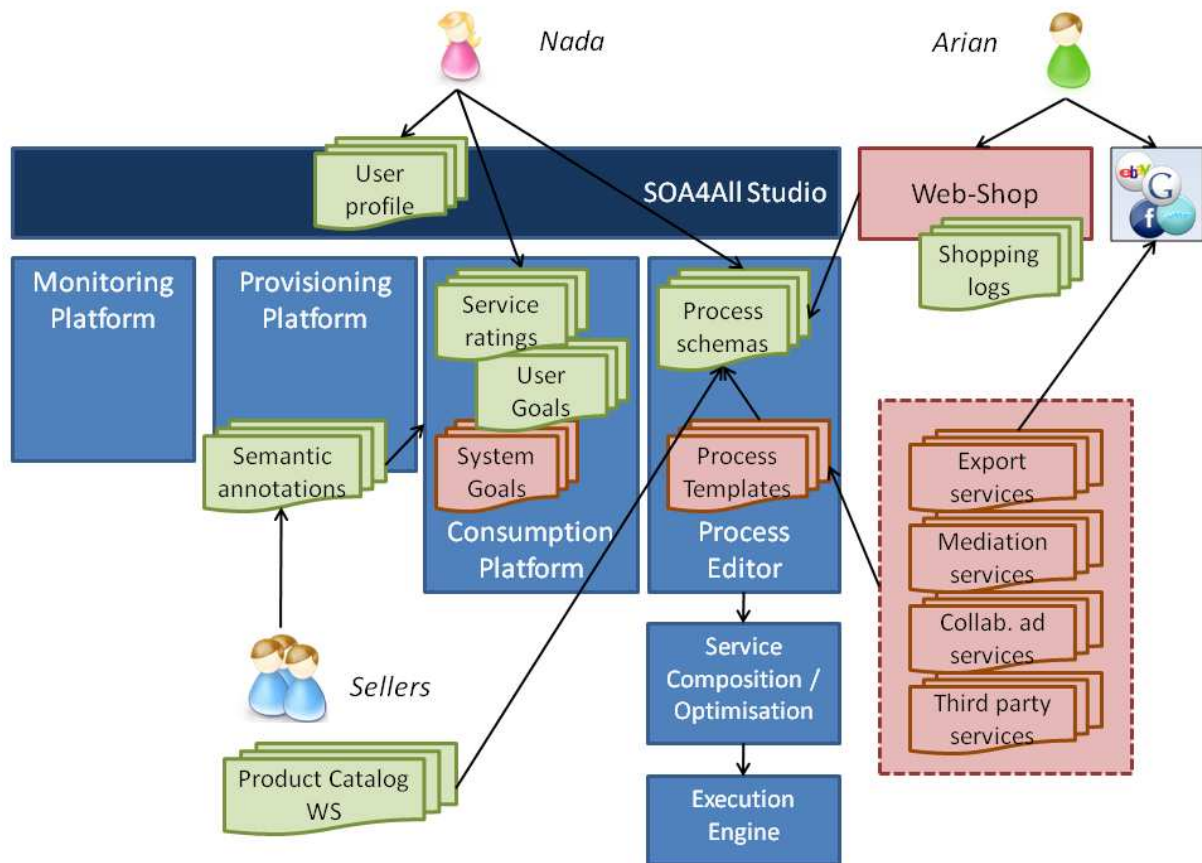 Nada
Arian
User
profile
SOA4All Studio
Web-Shop
Shopping
logs
ebay
G
f
twitter
Monitoring
Platform
Provisioning
Platform
Service
ratings
User
Goals
System
Goals
Consumption
Platform
Process
schemas
Process
Templates
Process
Editor
Semantic
annotations
Export
services
Mediation
services
Collab. ad
services
Third party
services
Sellers
Service
Composition /
Optimisation
Product Catalog
WS
Execution
Engine